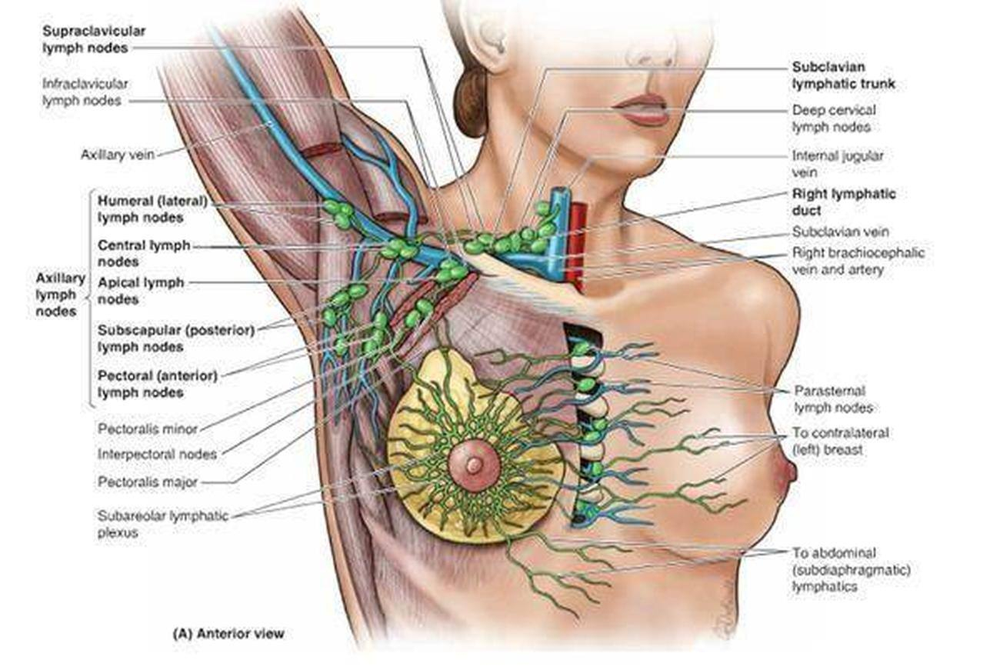 Supraclavicular
lymph nodes
Infraclavicular
lymph nodes
Axillary vein
Humeral (lateral)
lymph nodes
Central lymph
nodes
Axillary
lymph
nodes
Apical lymph
nodes
Subscapular (posterior)
lymph nodes
Pectoral (anterior)
lymph nodes
Pectoralis minor
Interpectoral nodes
Pectoralis major
Subareolar lymphatic
plexus
(A) Anterior view
Subclavian
lymphatic trunk
Deep cervical
lymph nodes
Internal jugular
vein
Right lymphatic
duct
Subclavian vein
Right brachiocephalic
vein and artery
Parasternal
lymph nodes
To contralateral
(left) breast
To abdominal
(subdiaphragmatic)
lymphatics